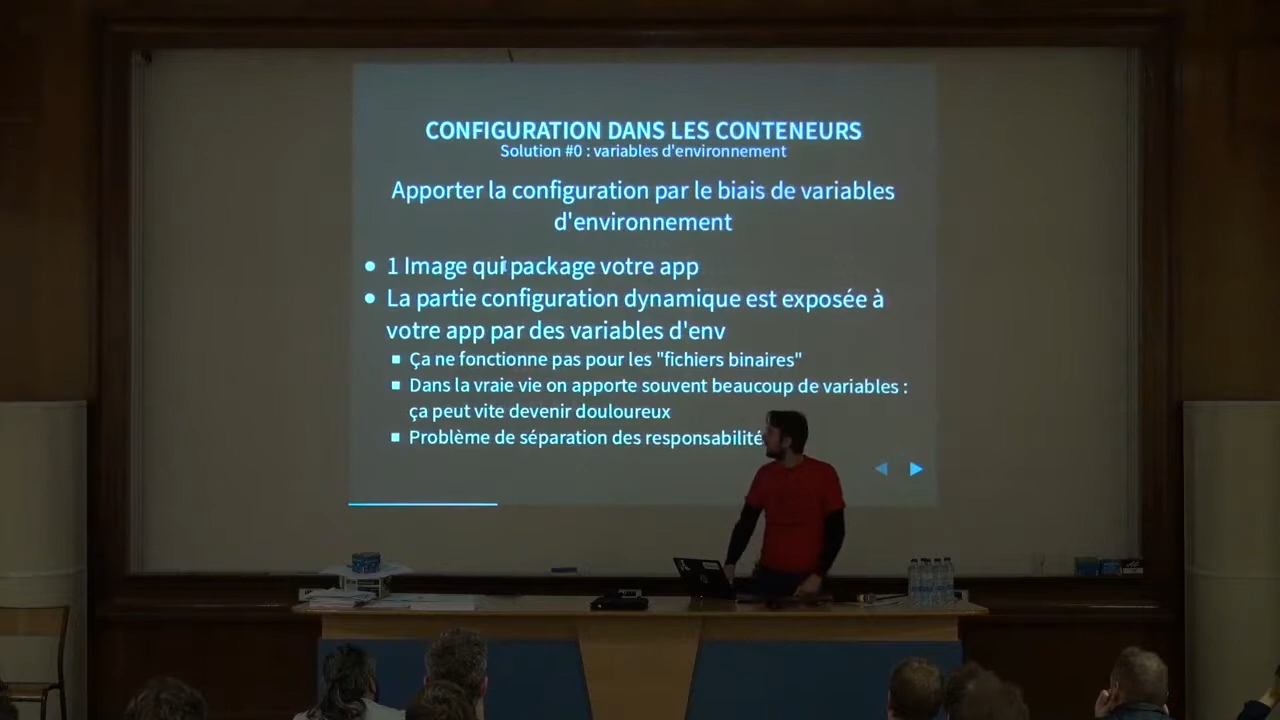 CONFIGURATION DANS LES CONTENEURS
Solution #0 : variables d'environnement
Apporter la configuration par le biais de variables
d'environnement
1 Image qui package votre app
La partie configuration dynamique est exposée à
votre app par des variables d'env
Ça ne fonctionne pas pour les "fichiers binaires"
Dans la vraie vie on apporte souvent beaucoup de variables :
ça peut vite devenir douloureux
Problème de séparation des responsabilité